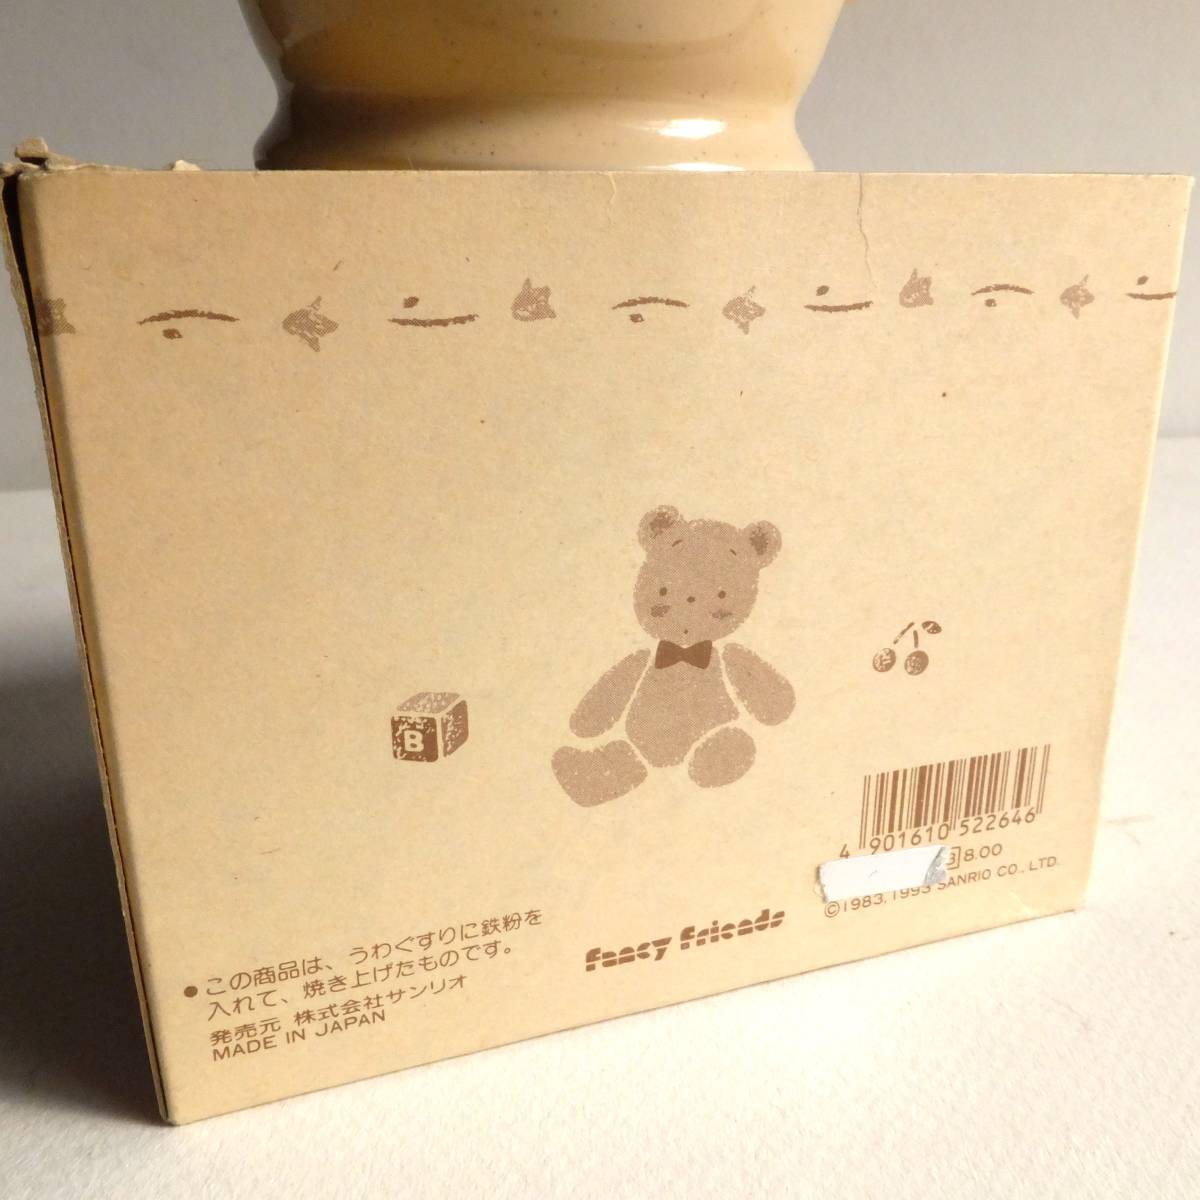 B
4 901610 522646
8.00
©1983, 1993 SANRIO CO., LTD.
Fancy Friends
●この商品は、うわぐすりに鉄粉を
入れて、焼き上げたものです。
発売元 株式会社サンリオ
MADE IN JAPAN